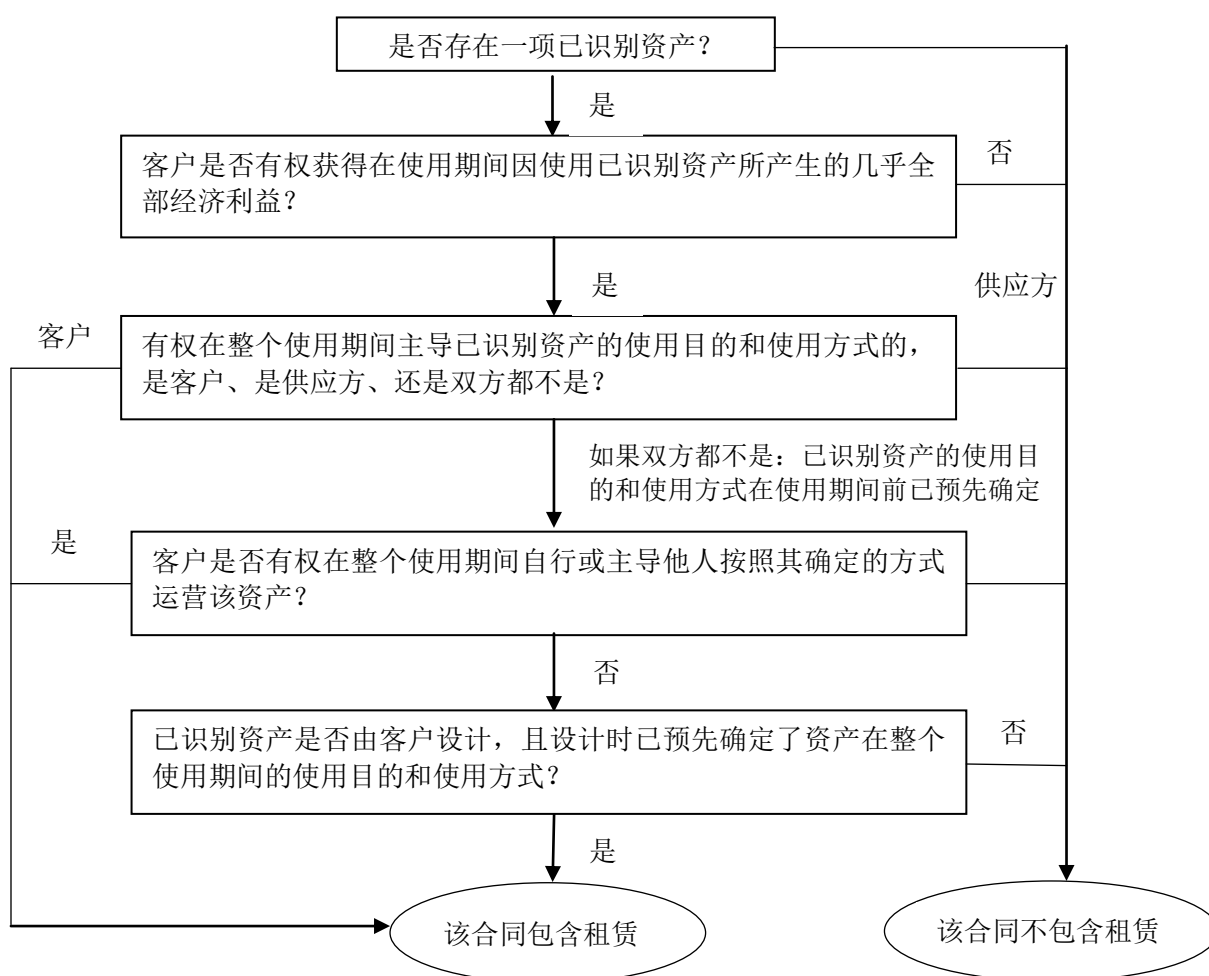 是否存在一项已识别资产？
是
客户是否有权获得在使用期间因使用已识别资产所产生的几乎全
部经济利益？
否
是
供应方
客户
有权在整个使用期间主导已识别资产的使用目的和使用方式的，
是客户、是供应方、还是双方都不是？
如果双方都不是：已识别资产的使用目
的和使用方式在使用期间前已预先确定
是
客户是否有权在整个使用期间自行或主导他人按照其确定的方式
运营该资产？
否
已识别资产是否由客户设计，且设计时已预先确定了资产在整个
使用期间的使用目的和使用方式？
否
是
该合同包含租赁
该合同不包含租赁